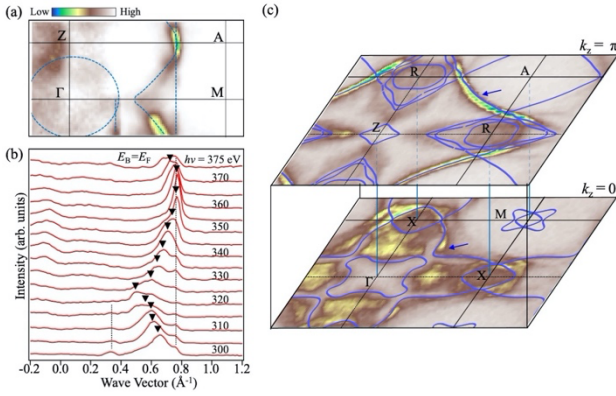 (a)
Low High
Z A
Γ M
(b)
E_B=E_F hν = 375 eV
370
360
350
340
330
320
310
300
Intensity (arb. units)
-0.2 0.0 0.2 0.4 0.6 0.8 1.0 1.2
Wave Vector (Å⁻¹)
(c)
k_z = π
R A
Z R
k_z = 0
X M
Γ X